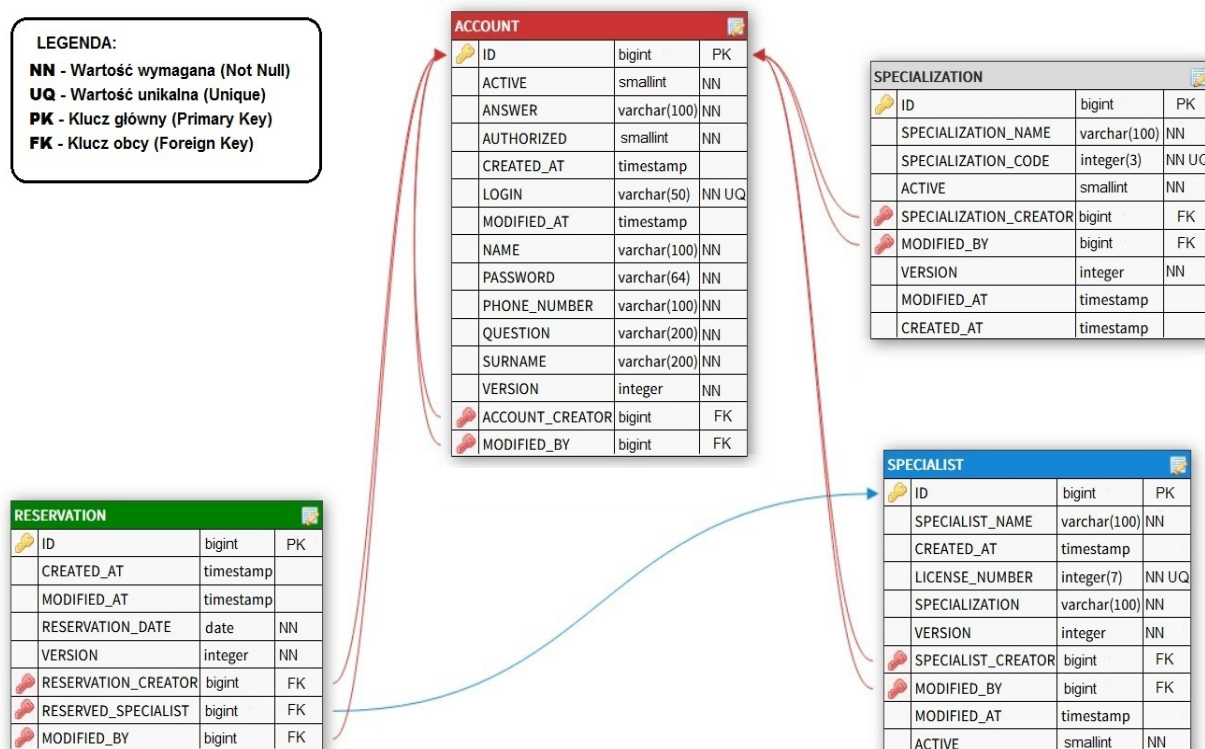 LEGENDA:
NN - Wartość wymagana (Not Null)
UQ - Wartość unikalna (Unique)
PK - Klucz główny (Primary Key)
FK - Klucz obcy (Foreign Key)
ACCOUNT
ID bigint PK
ACTIVE smallint NN
ANSWER varchar(100) NN
AUTHORIZED smallint NN
CREATED_AT timestamp
LOGIN varchar(50) NN UQ
MODIFIED_AT timestamp
NAME varchar(100) NN
PASSWORD varchar(64) NN
PHONE_NUMBER varchar(100) NN
QUESTION varchar(200) NN
SURNAME varchar(200) NN
VERSION integer NN
ACCOUNT_CREATOR bigint FK
MODIFIED_BY bigint FK
SPECIALIZATION
ID bigint PK
SPECIALIZATION_NAME varchar(100) NN
SPECIALIZATION_CODE integer(3) NN UQ
ACTIVE smallint NN
SPECIALIZATION_CREATOR bigint FK
MODIFIED_BY bigint FK
VERSION integer NN
MODIFIED_AT timestamp
CREATED_AT timestamp
RESERVATION
ID bigint PK
CREATED_AT timestamp
MODIFIED_AT timestamp
RESERVATION_DATE date NN
VERSION integer NN
RESERVATION_CREATOR bigint FK
RESERVED_SPECIALIST bigint FK
MODIFIED_BY bigint FK
SPECIALIST
ID bigint PK
SPECIALIST_NAME varchar(100) NN
CREATED_AT timestamp
LICENSE_NUMBER integer(7) NN UQ
SPECIALIZATION varchar(100) NN
VERSION integer NN
SPECIALIST_CREATOR bigint FK
MODIFIED_BY bigint FK
MODIFIED_AT timestamp
ACTIVE smallint NN